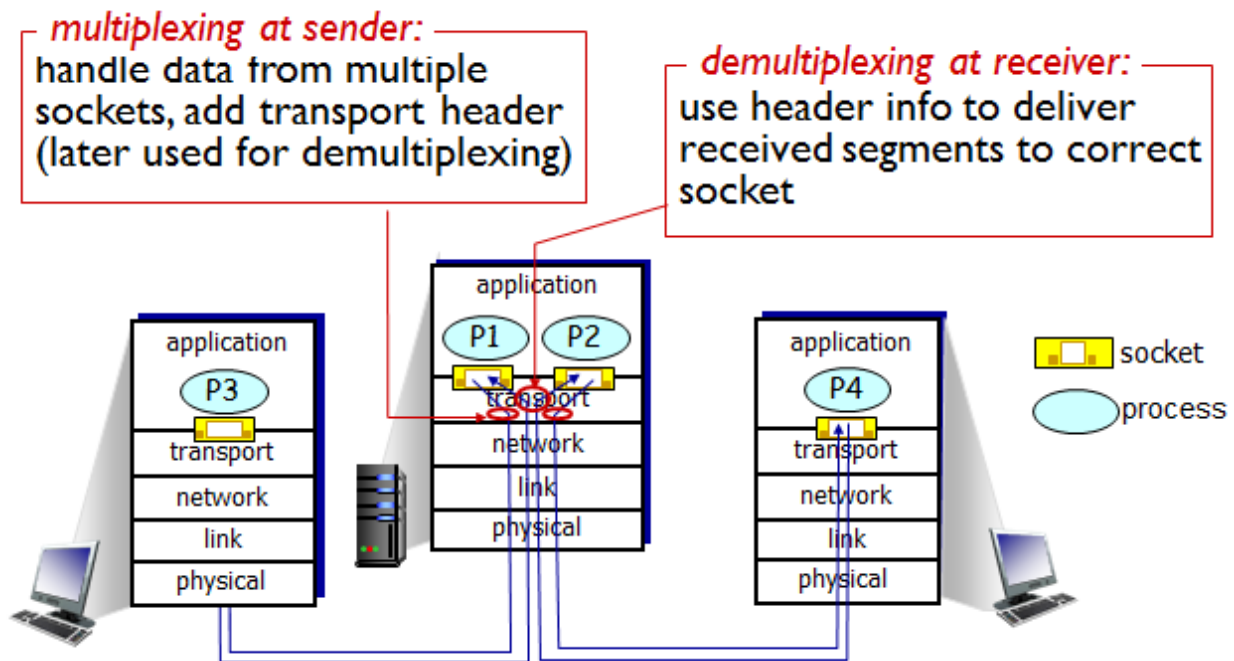 multiplexing at sender:
handle data from multiple
sockets, add transport header
(later used for demultiplexing)
demultiplexing at receiver:
use header info to deliver
received segments to correct
socket
application
P3
transport
network
link
physical
application
P1 P2
transport
network
link
physical
application
P4
transport
network
link
physical
socket
process